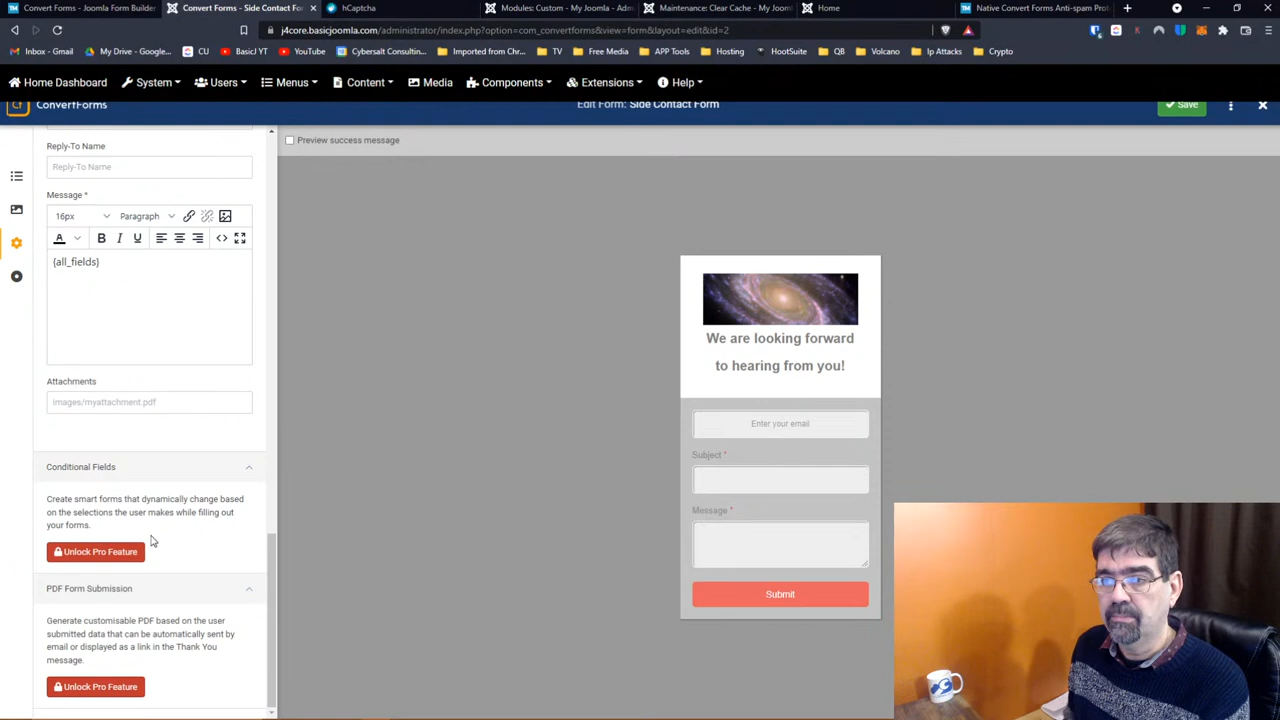 Convert Forms - Joomla Form Builder
Convert Forms - Side Contact For
hCaptcha
Modules: Custom - My Joomla - Adm
Maintenance: Clear Cache - My Joom
Home
Native Convert Forms Anti-spam Prot
j4core.basicjoomla.com/administrator/index.php?option=com_convertforms&view=form&layout=edit&id=2
Inbox - Gmail
My Drive - Google...
CU
BasicJ YT
YouTube
Cybersalt Consulting...
Imported from Chr...
TV
Free Media
APP Tools
Hosting
HootSuite
QB
Volcano
Ip Attacks
Crypto
Home Dashboard
System
Users
Menus
Content
Media
Components
Extensions
Help
Cf
ConvertForms
Edit Form: Side Contact Form
Save
Preview success message
Reply-To Name
Reply-To Name
Message *
16px
Paragraph
A
B
I
U
{all_fields}
Attachments
images/myattachment.pdf
Conditional Fields
Create smart forms that dynamically change based
on the selections the user makes while filling out
your forms.
Unlock Pro Feature
PDF Form Submission
Generate customisable PDF based on the user
submitted data that can be automatically sent by
email or displayed as a link in the Thank You
message.
Unlock Pro Feature
We are looking forward
to hearing from you!
Enter your email
Subject *
Message *
Submit